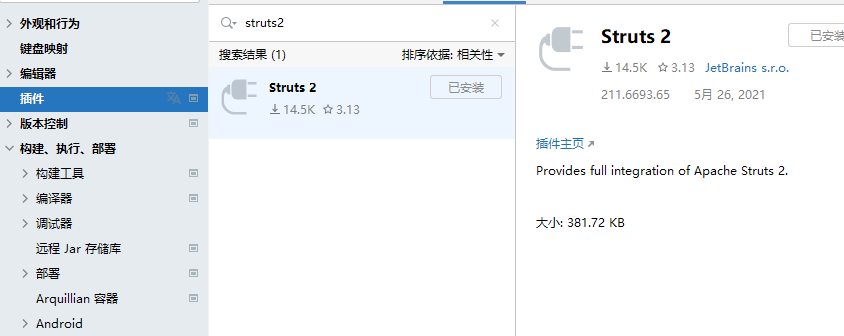 外观和行为
键盘映射
编辑器
插件
版本控制
构建、执行、部署
构建工具
编译器
调试器
远程 Jar 存储库
部署
Arquillian 容器
Android
struts2
搜索结果 (1)
排序依据: 相关性
Struts 2
已安装
14.5K 3.13
Struts 2
已安装
14.5K 3.13 JetBrains s.r.o.
211.6693.65 5月 26, 2021
插件主页
Provides full integration of Apache Struts 2.
大小: 381.72 KB